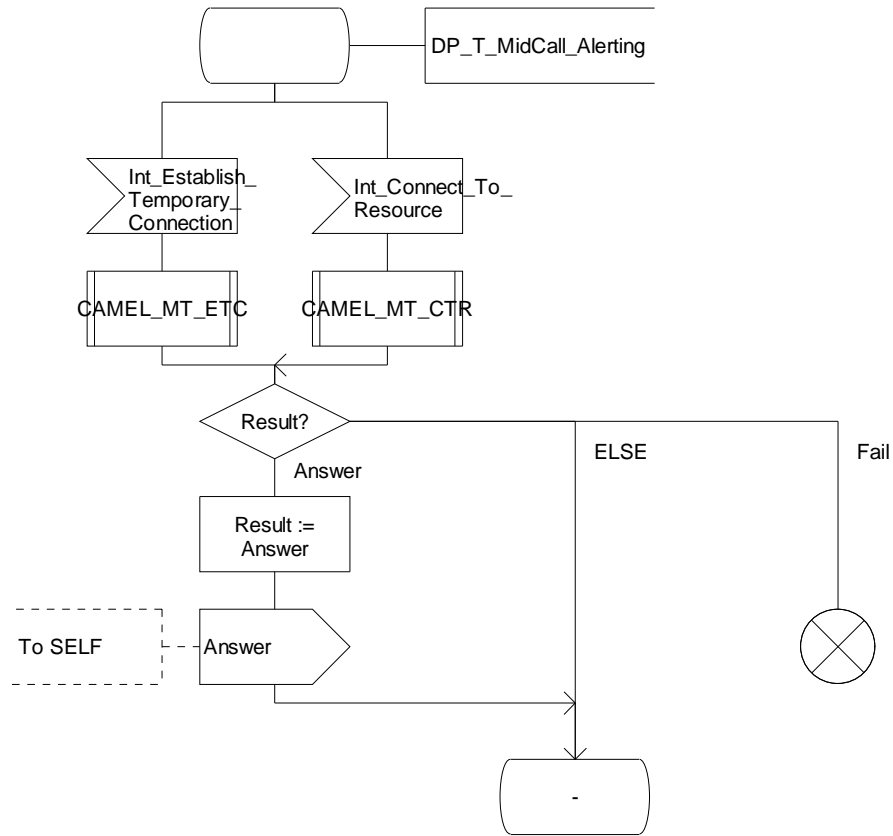 DP_T_MidCall_Alerting
Int_Establish_
Temporary_
Connection
Int_Connect_To_
Resource
CAMEL_MT_ETC
CAMEL_MT_CTR
Result?
ELSE
Fail
Answer
Result :=
Answer
To SELF
Answer
-